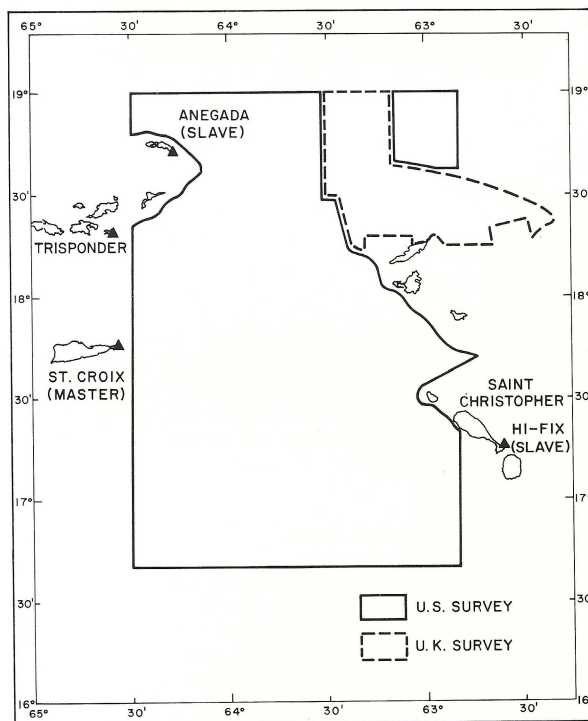 65° 30' 64° 30' 63° 30'
19° 19°
ANEGADA
(SLAVE)
30' 30'
TRISPONDER
18° 18°
ST. CROIX
(MASTER)
SAINT
CHRISTOPHER
30' 30'
HI-FIX
(SLAVE)
17° 17°
U.S. SURVEY
30' 30'
U.K. SURVEY
16° 16°
65° 30' 64° 30' 63° 30'